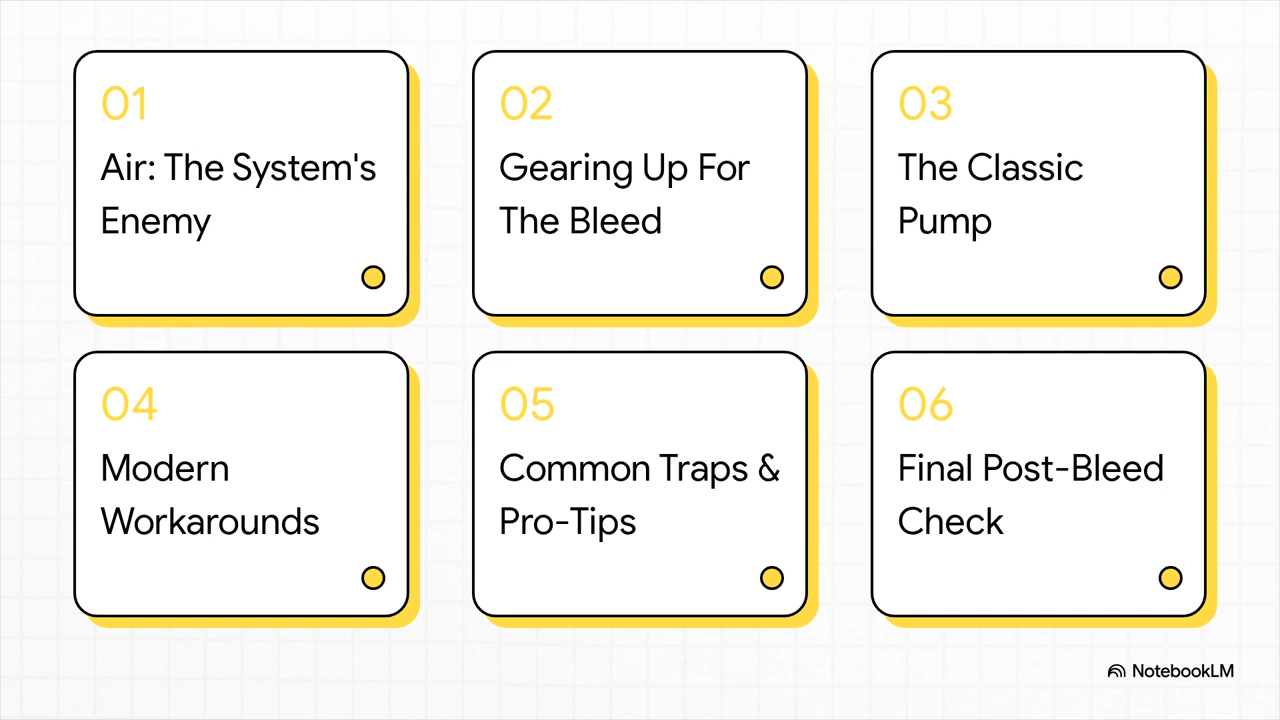 01
Air: The System's
Enemy
02
Gearing Up For
The Bleed
03
The Classic
Pump
04
Modern
Workarounds
05
Common Traps &
Pro-Tips
06
Final Post-Bleed
Check
NotebookLM